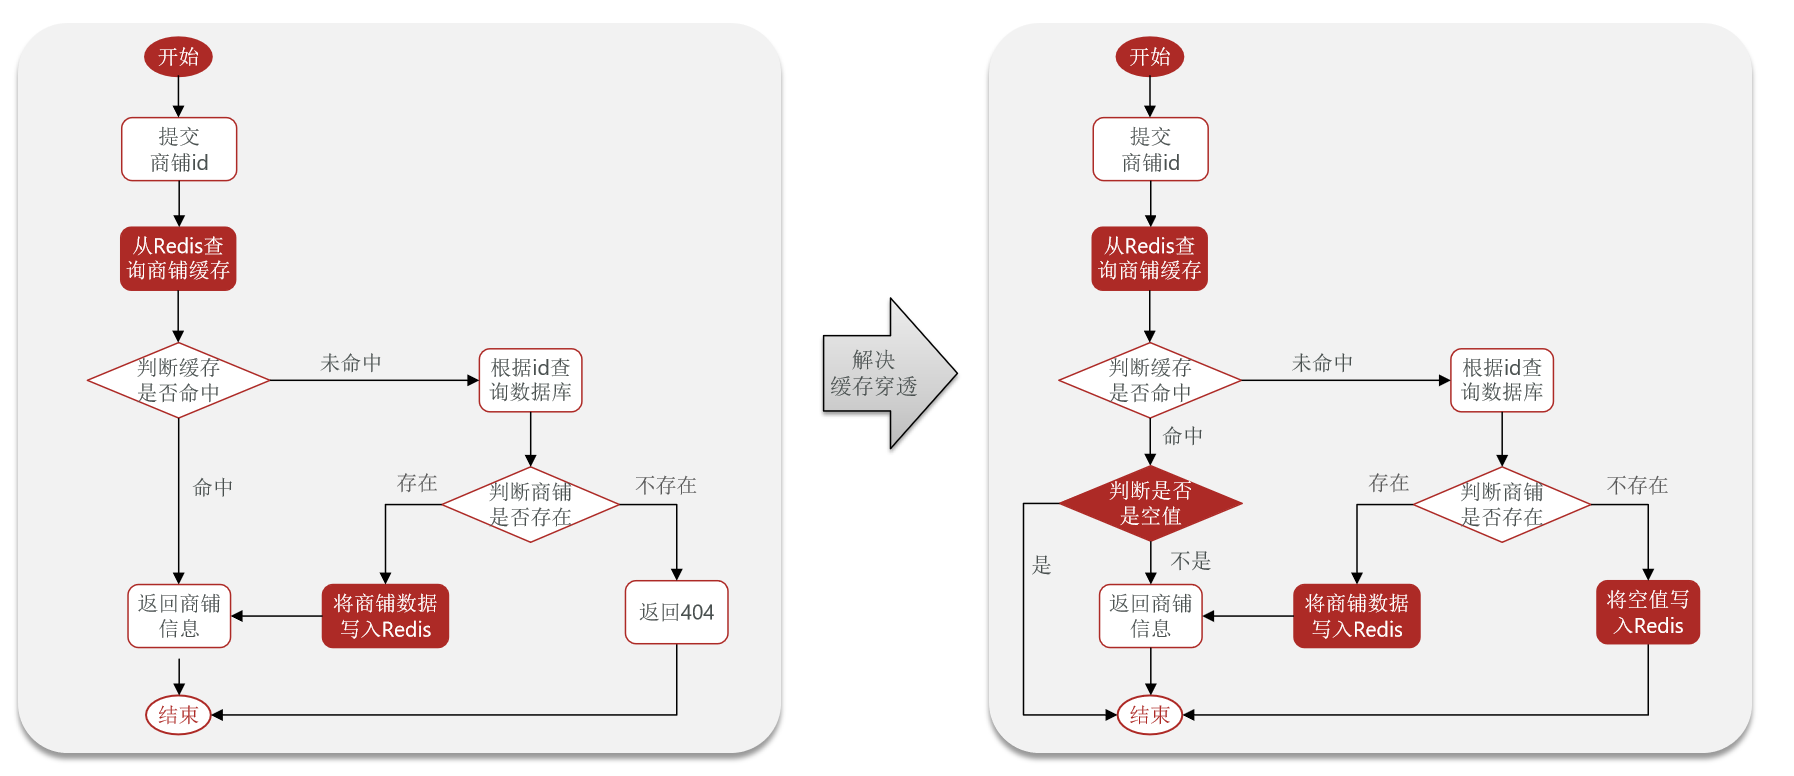 开始
提交
商铺id
从Redis查
询商铺缓存
判断缓存
是否命中
未命中
根据id查
询数据库
命中
存在
判断商铺
是否存在
不存在
返回商铺
信息
将商铺数据
写入Redis
返回404
结束
解决
缓存穿透
开始
提交
商铺id
从Redis查
询商铺缓存
判断缓存
是否命中
未命中
根据id查
询数据库
命中
判断是否
是空值
存在
判断商铺
是否存在
不存在
是
不是
返回商铺
信息
将商铺数据
写入Redis
将空值写
入Redis
结束